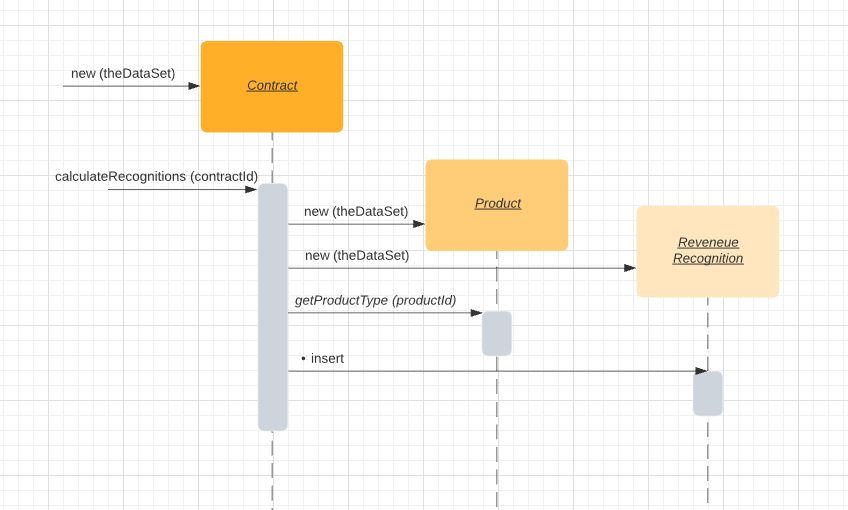 new (theDataSet)
Contract
calculateRecognitions (contractId)
Product
new (theDataSet)
Reveneue
Recognition
new (theDataSet)
getProductType (productId)
• insert